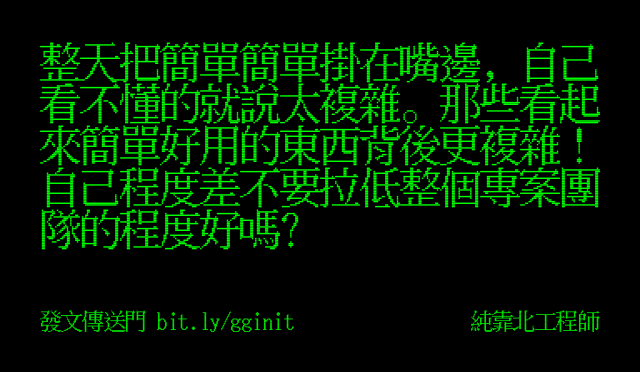 整天把簡單簡單掛在嘴邊，自己
看不懂的就說太複雜。那些看起
來簡單好用的東西背後更複雜！
自己程度差不要拉低整個專案團
隊的程度好嗎？
發文傳送門 bit.ly/gginit
純靠北工程師